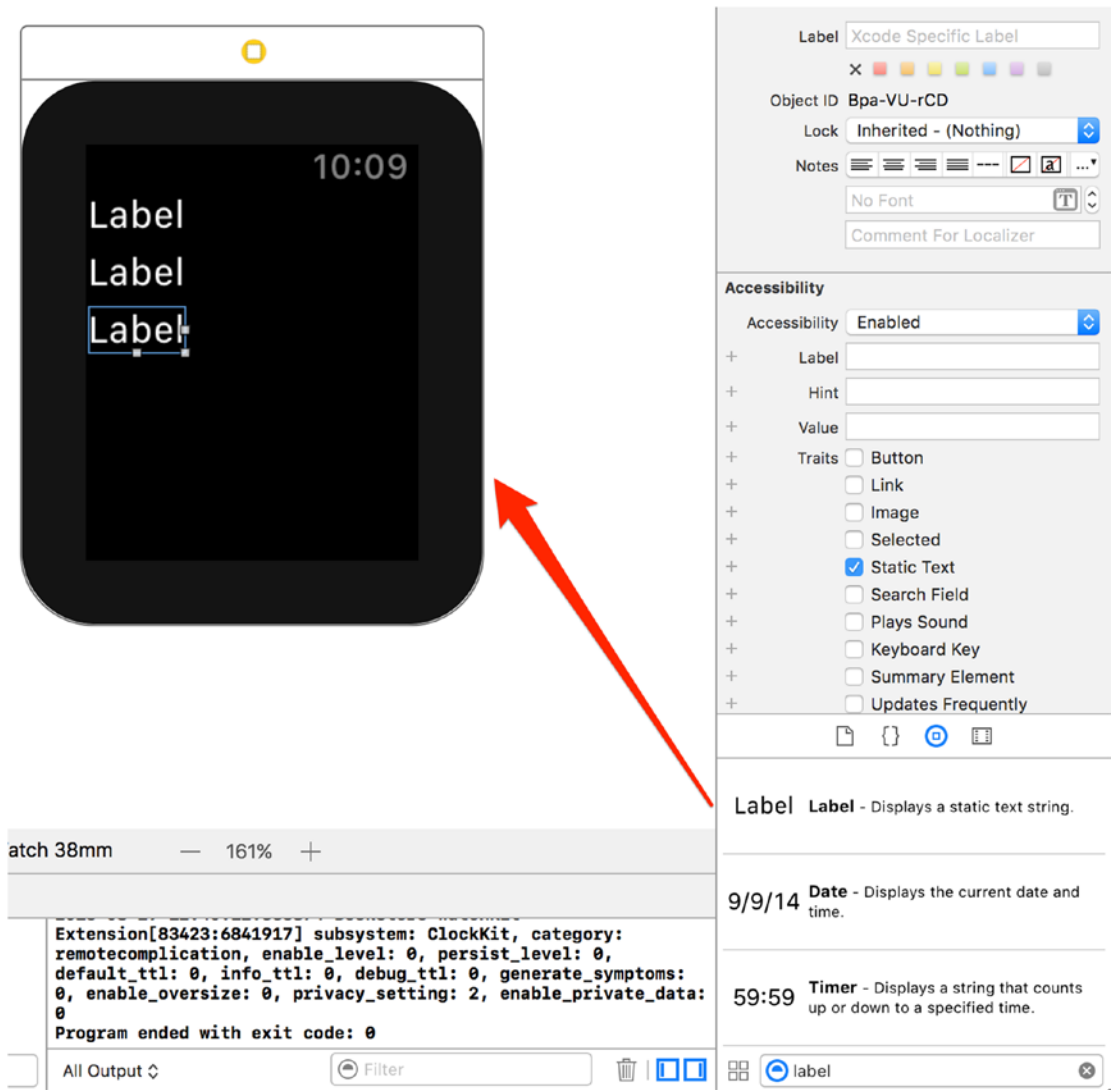 10:09
Label
Label
Label
Label Xcode Specific Label
Object ID Bpa-VU-rCD
Lock Inherited - (Nothing)
Notes
No Font T
Comment For Localizer
Accessibility
Accessibility Enabled
+ Label
+ Hint
+ Value
+ Traits Button
+ Link
+ Image
+ Selected
+ Static Text
+ Search Field
+ Plays Sound
+ Keyboard Key
+ Summary Element
+ Updates Frequently
{}
Label Label - Displays a static text string.
9/9/14 Date - Displays the current date and
time.
59:59 Timer - Displays a string that counts
up or down to a specified time.
label
atch 38mm — 161% +
Extension[83423:6841917] subsystem: ClockKit, category:
remotecomplication, enable_level: 0, persist_level: 0,
default_ttl: 0, info_ttl: 0, debug_ttl: 0, generate_symptoms:
0, enable_oversize: 0, privacy_setting: 2, enable_private_data:
0
Program ended with exit code: 0
All Output Filter